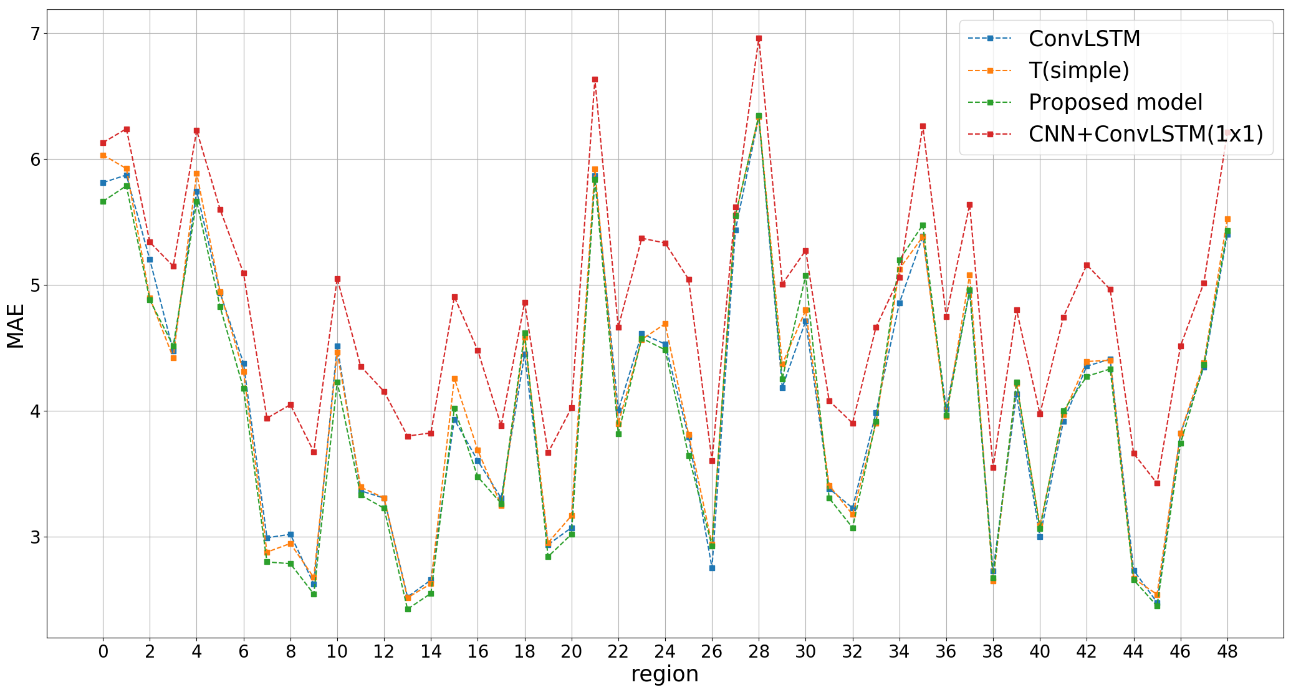 7
6
5
4
3
MAE
ConvLSTM
T(simple)
Proposed model
CNN+ConvLSTM(1x1)
0 2 4 6 8 10 12 14 16 18 20 22 24 26 28 30 32 34 36 38 40 42 44 46 48
region